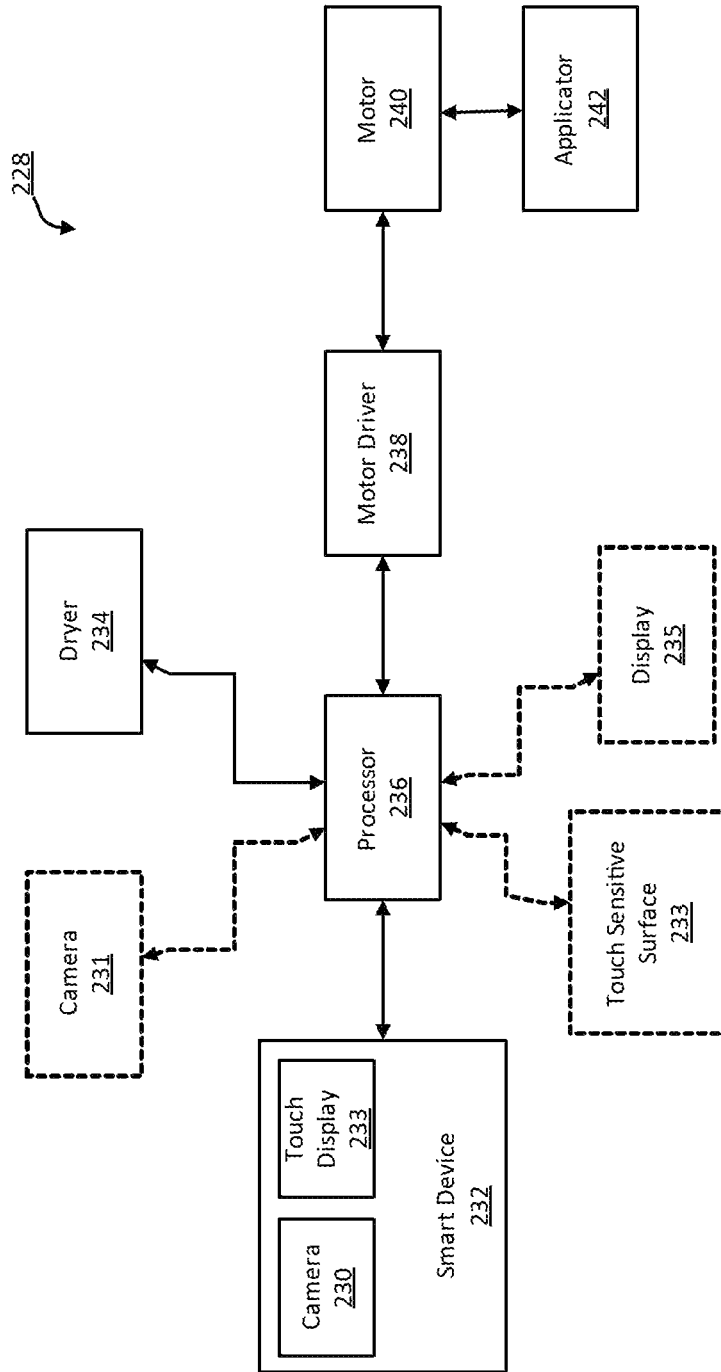 228
Camera
231
Dryer
234
Camera
230
Touch
Display
233
Smart Device
232
Processor
236
Motor Driver
238
Motor
240
Applicator
242
Touch Sensitive
Surface
233
Display
235